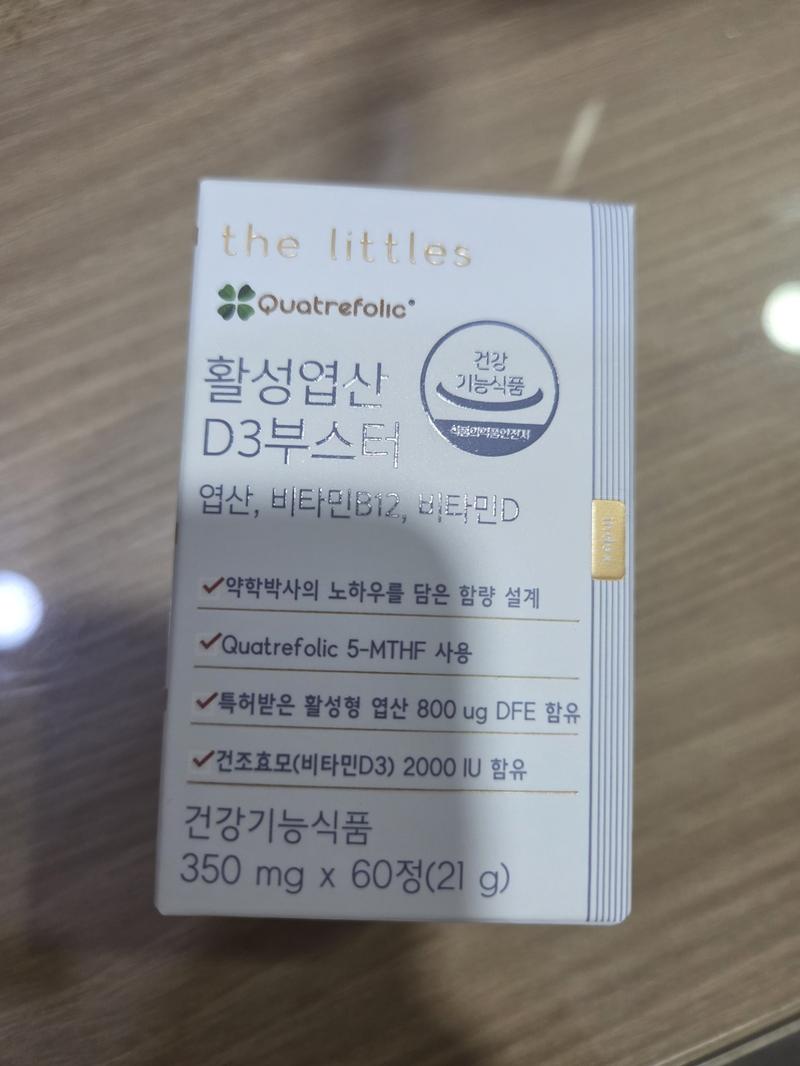 the littles
Quatrefolic®
활성엽산
D3부스터
건강
기능식품
식품의약품안전처
엽산, 비타민B12, 비타민D
index
약학박사의 노하우를 담은 함량 설계
Quatrefolic 5-MTHF 사용
특허받은 활성형 엽산 800 ug DFE 함유
건조효모(비타민D3) 2000 IU 함유
건강기능식품
350 mg x 60정(21 g)